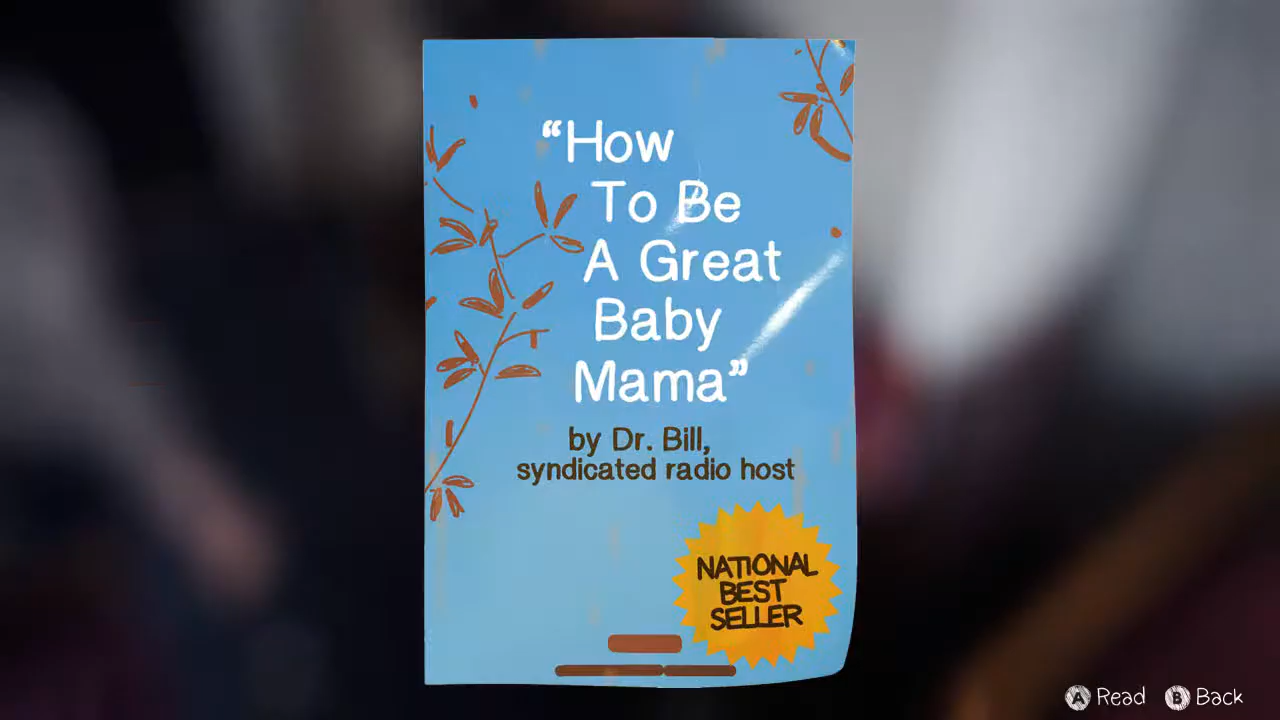 “How
To Be
A Great
Baby
Mama”
by Dr. Bill,
syndicated radio host
NATIONAL
BEST
SELLER
A Read B Back